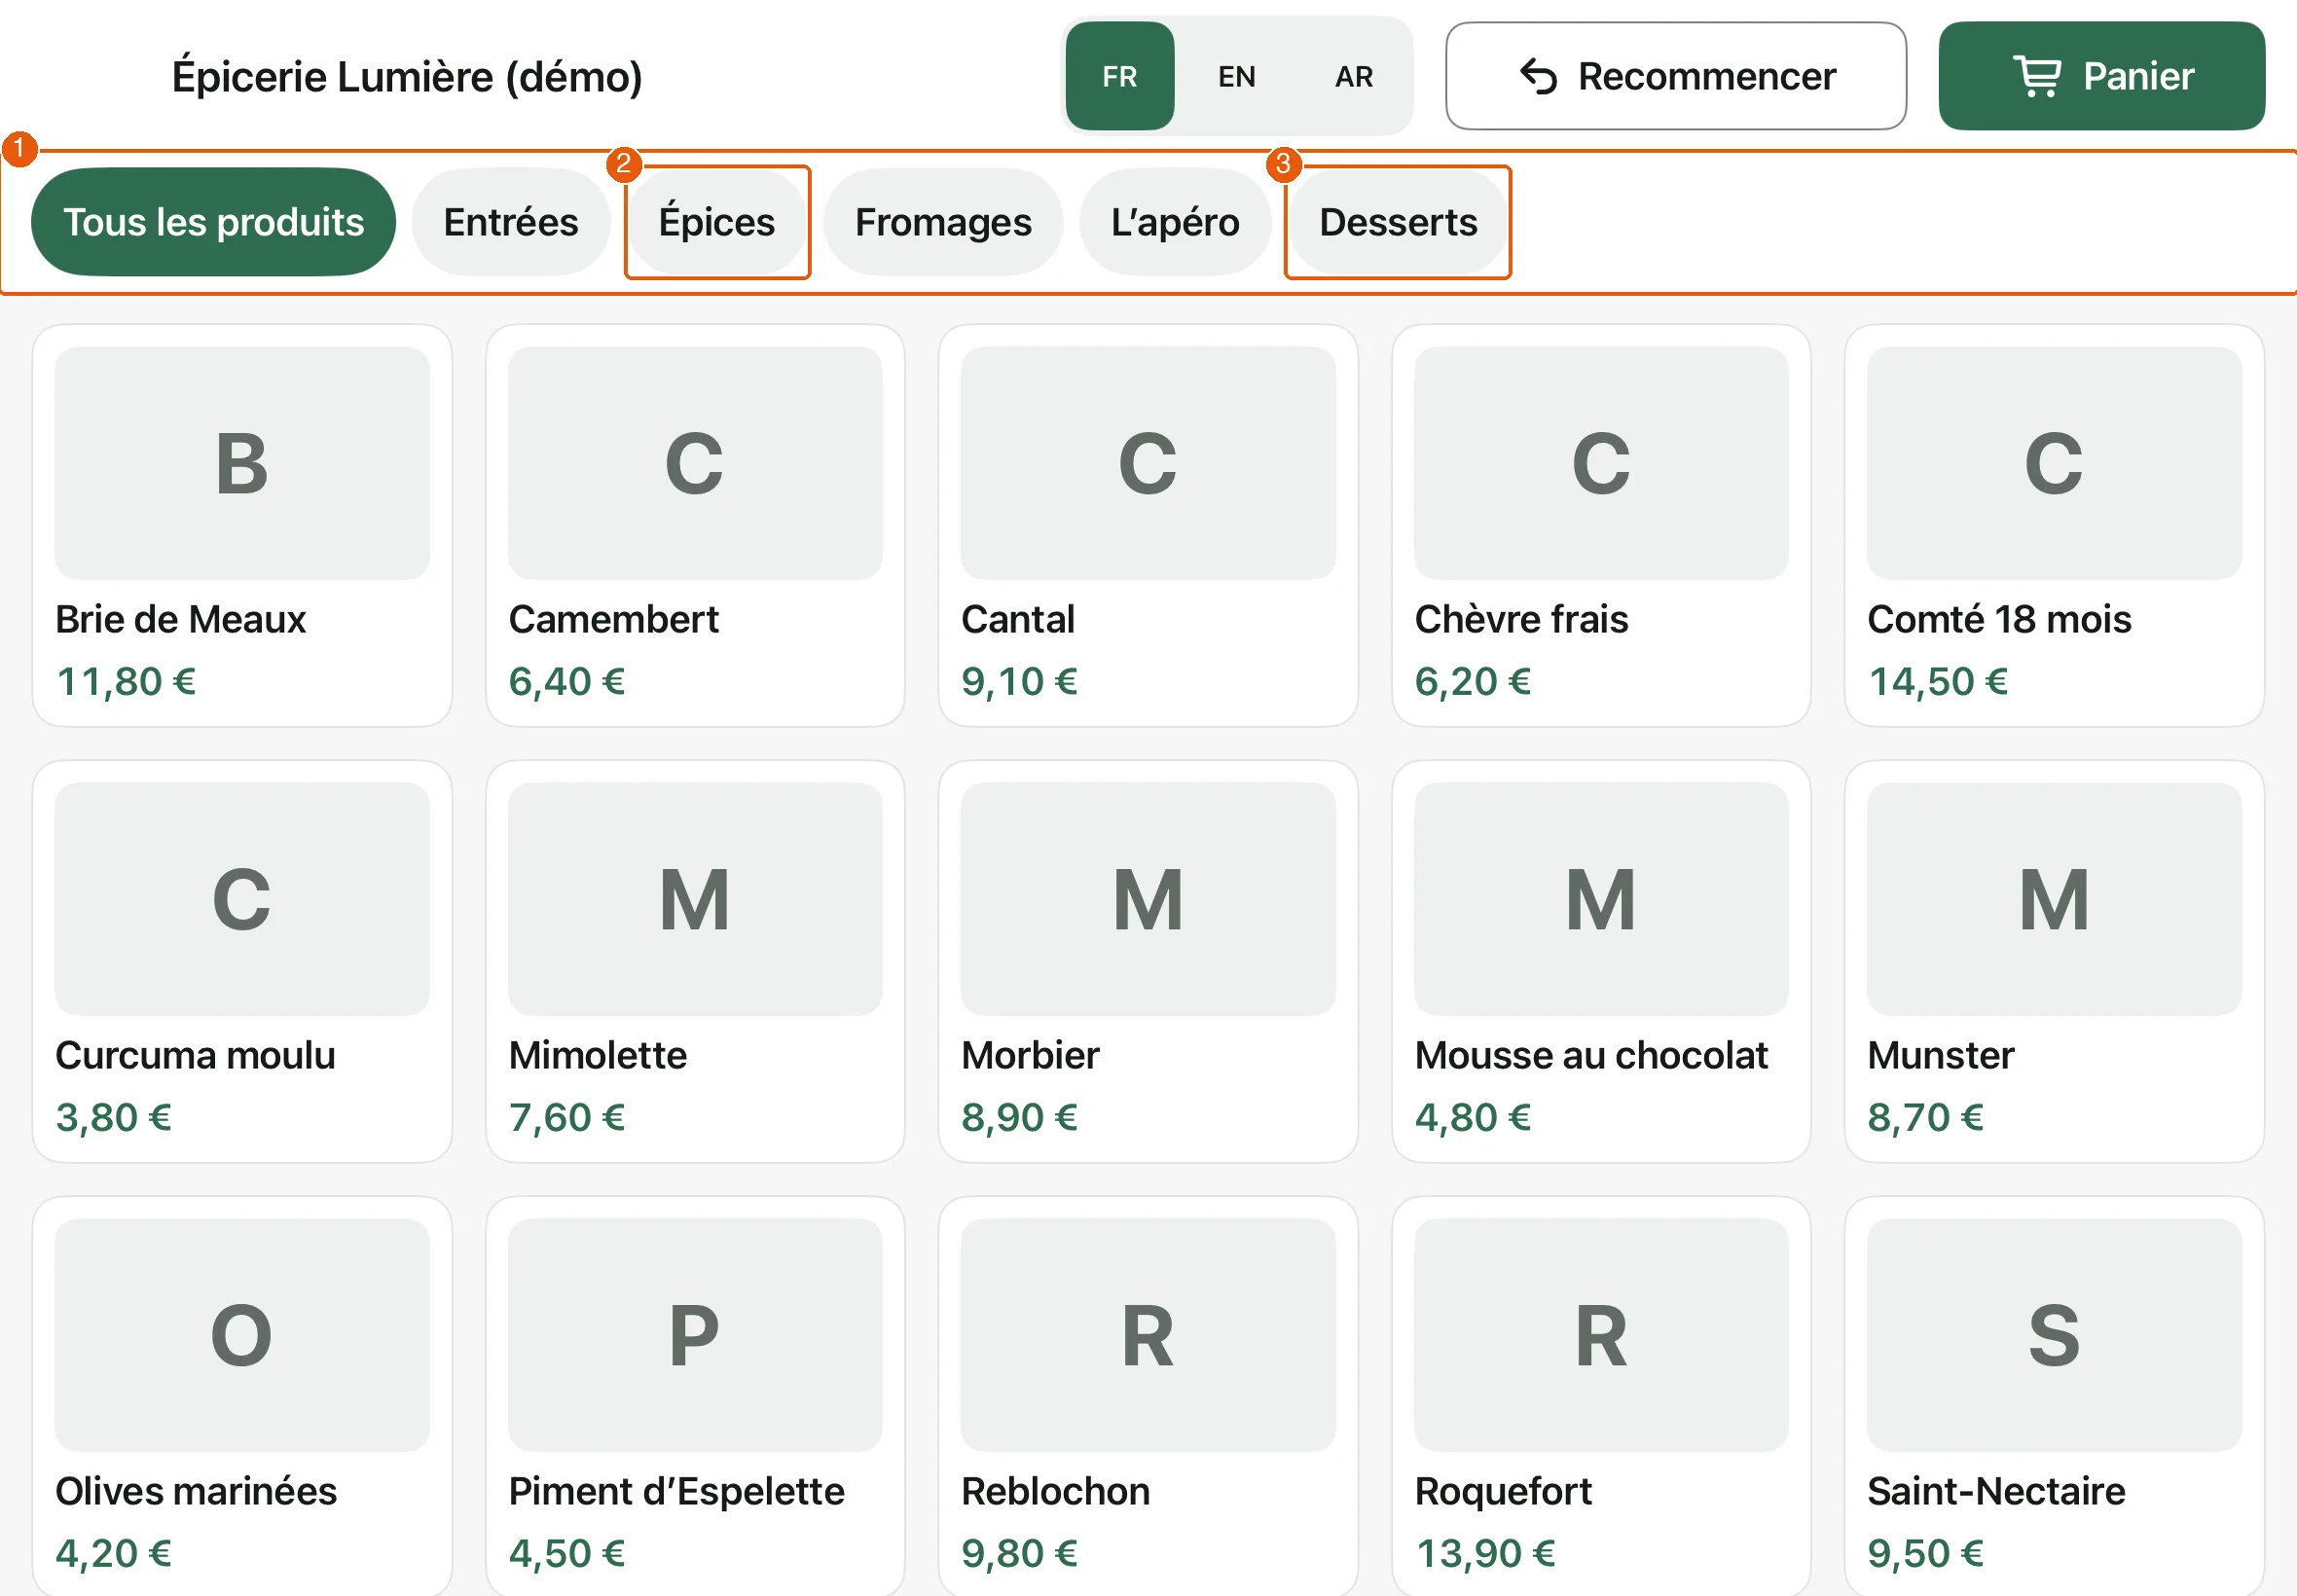 Épicerie Lumière (démo)
FR EN AR
Recommencer
Panier
1
2
3
Tous les produits
Entrées
Épices
Fromages
L’apéro
Desserts
B C C C C
Brie de Meaux Camembert Cantal Chèvre frais Comté 18 mois
11,80 € 6,40 € 9,10 € 6,20 € 14,50 €
C M M M M
Curcuma moulu Mimolette Morbier Mousse au chocolat Munster
3,80 € 7,60 € 8,90 € 4,80 € 8,70 €
O P R R S
Olives marinées Piment d’Espelette Reblochon Roquefort Saint-Nectaire
4,20 € 4,50 € 9,80 € 13,90 € 9,50 €